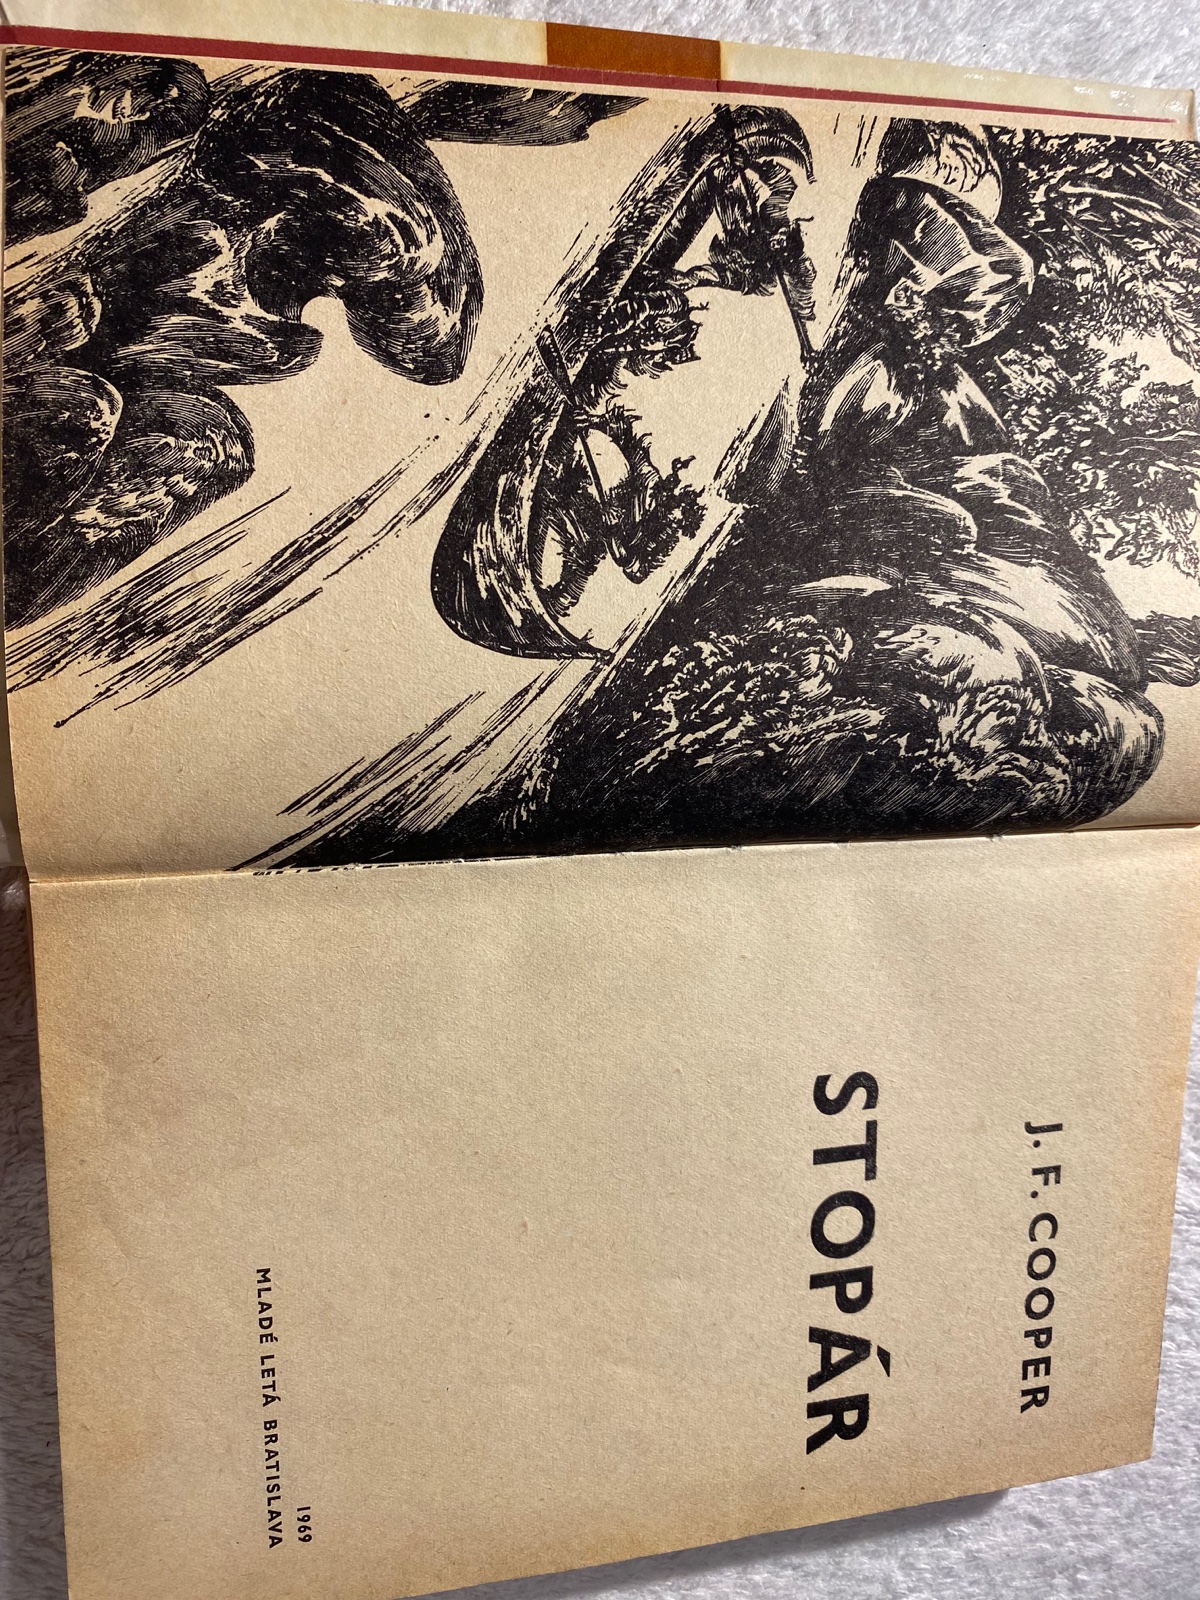 J. F. COOPER
STOPÁR
1969
MLADÉ LETÁ BRATISLAVA